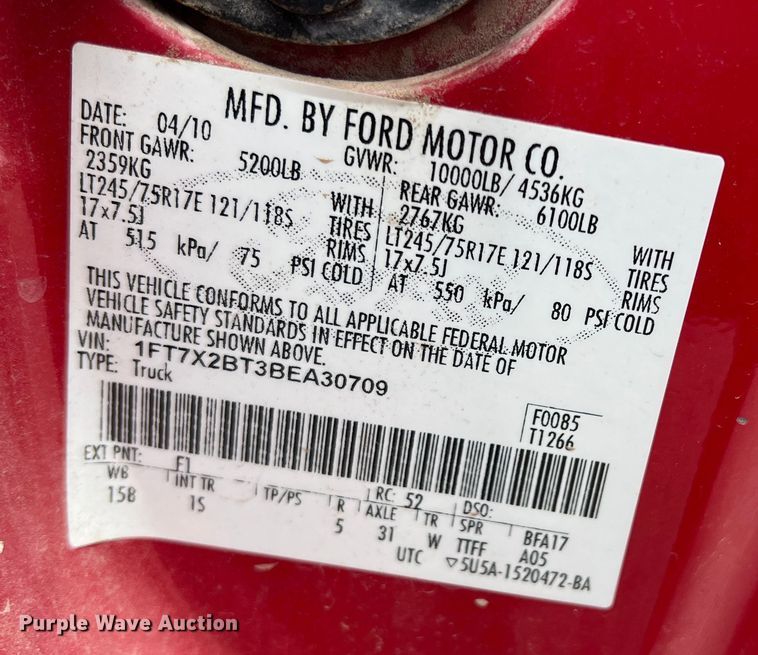 MFD. BY FORD MOTOR CO.
DATE: 04/10 GVWR: 10000LB/ 4536KG
FRONT GAWR: 5200LB REAR GAWR: 6100LB
2359KG WITH 2767KG WITH
LT245/75R17E 121/118S TIRES LT245/75R17E 121/118S TIRES
17x7.5J RIMS 17x7.5J RIMS
AT 515 kPa/ 75 PSI COLD AT 550 kPa/ 80 PSI COLD
THIS VEHICLE CONFORMS TO ALL APPLICABLE FEDERAL MOTOR
VEHICLE SAFETY STANDARDS IN EFFECT ON THE DATE OF
MANUFACTURE SHOWN ABOVE.
VIN: 1FT7X2BT3BEA30709
TYPE: Truck
F0085
T1266
EXT PNT: F1 RC: 52 DSO:
WB INT TR TP/PS R AXLE TR SPR BFA17
158 IS 5 31 W TTFF A05
UTC ▽5U5A-1520472-BA
Purple Wave Auction